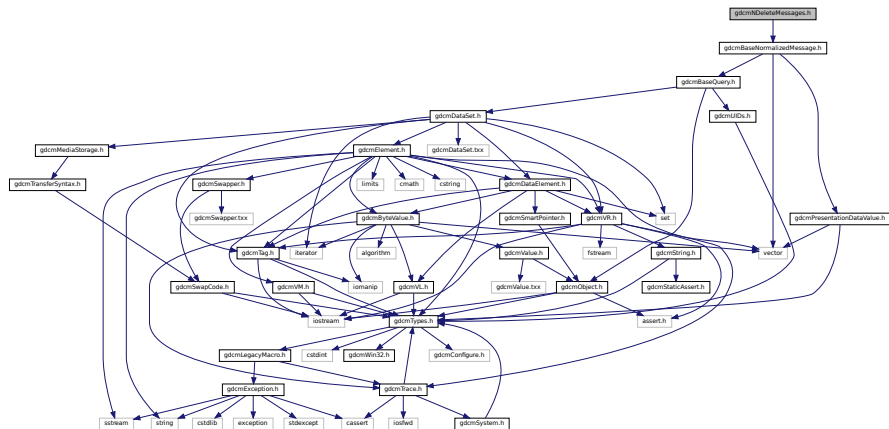 gdcmNDeleteMessages.h
gdcmBaseNormalizedMessage.h
gdcmBaseQuery.h
gdcmDataSet.h
gdcmUIDs.h
gdcmMediaStorage.h
gdcmElement.h
gdcmDataSet.txx
gdcmTransferSyntax.h
gdcmSwapper.h
limits
cmath
cstring
gdcmDataElement.h
gdcmSwapper.txx
gdcmByteValue.h
gdcmSmartPointer.h
gdcmVR.h
set
gdcmPresentationDataValue.h
gdcmTag.h
iterator
algorithm
gdcmValue.h
fstream
gdcmString.h
vector
gdcmSwapCode.h
gdcmVM.h
iomanip
gdcmVL.h
gdcmValue.txx
gdcmObject.h
gdcmStaticAssert.h
iostream
gdcmTypes.h
assert.h
gdcmLegacyMacro.h
cstdint
gdcmWin32.h
gdcmConfigure.h
gdcmException.h
gdcmTrace.h
sstream
string
cstdlib
exception
stdexcept
cassert
iosfwd
gdcmSystem.h